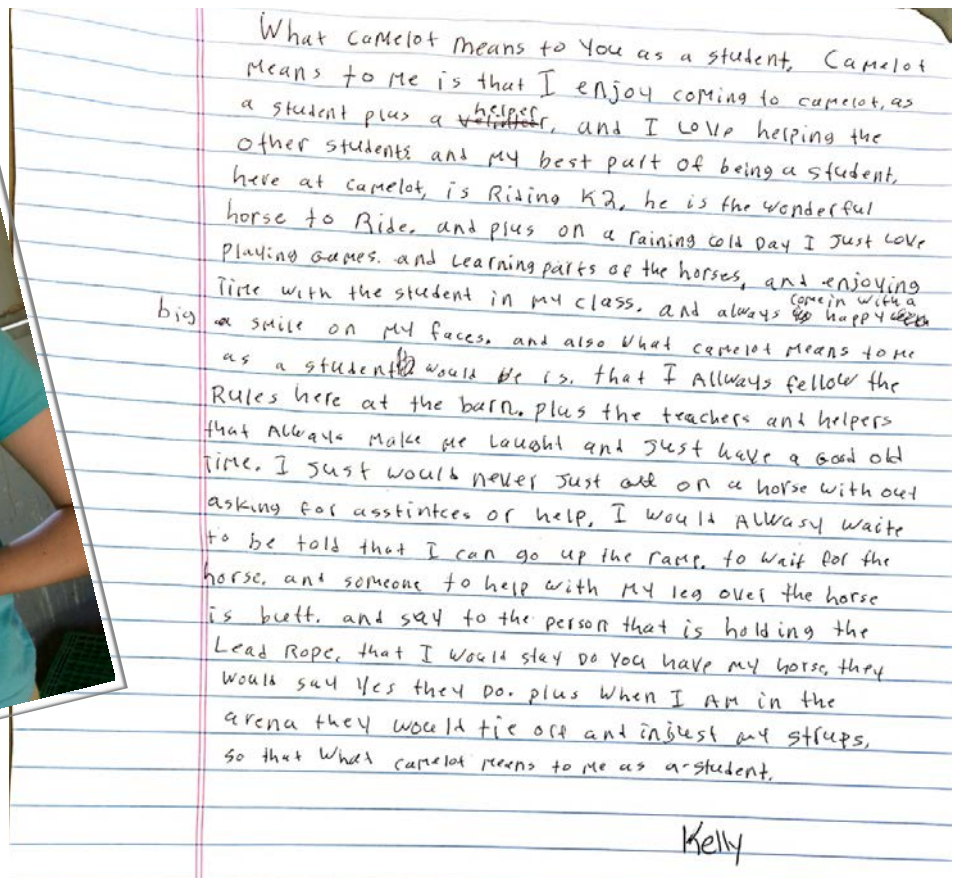 What Camelot means to You as a student, Camelot
Means to Me is that I enjoy coming to camelot, as
a student plus a helper, and I Love helping the
other students and My best part of being a student,
here at camelot, is Riding K2, he is the wonderful
horse to Ride. and plus on a raining cold Day I Just Love
Playing Games. and Learning parts of the horses, and enjoying
Time with the student in my class. and always happy come in with a
big smile on My faces. and also What camelot Means to Me
as a student would be is. that I Allways fellow the
Rules here at the barn. plus the teachers and helpers
that Always Make Me Laught and Just have a Good old
Time. I Just would never Just on a horse with out
asking for asstintces or help, I would Alwasy waite
to be told that I can go up the ramp. to wait for the
horse. and someone to help with My leg over the horse
is butt. and say to the person that is holding the
Lead Rope, that I would stay Do You have my horse, they
would say Yes they Do. plus When I Am in the
arena they would tie off and injust my strups,
so that What camelot Means to Me as a student.
Kelly